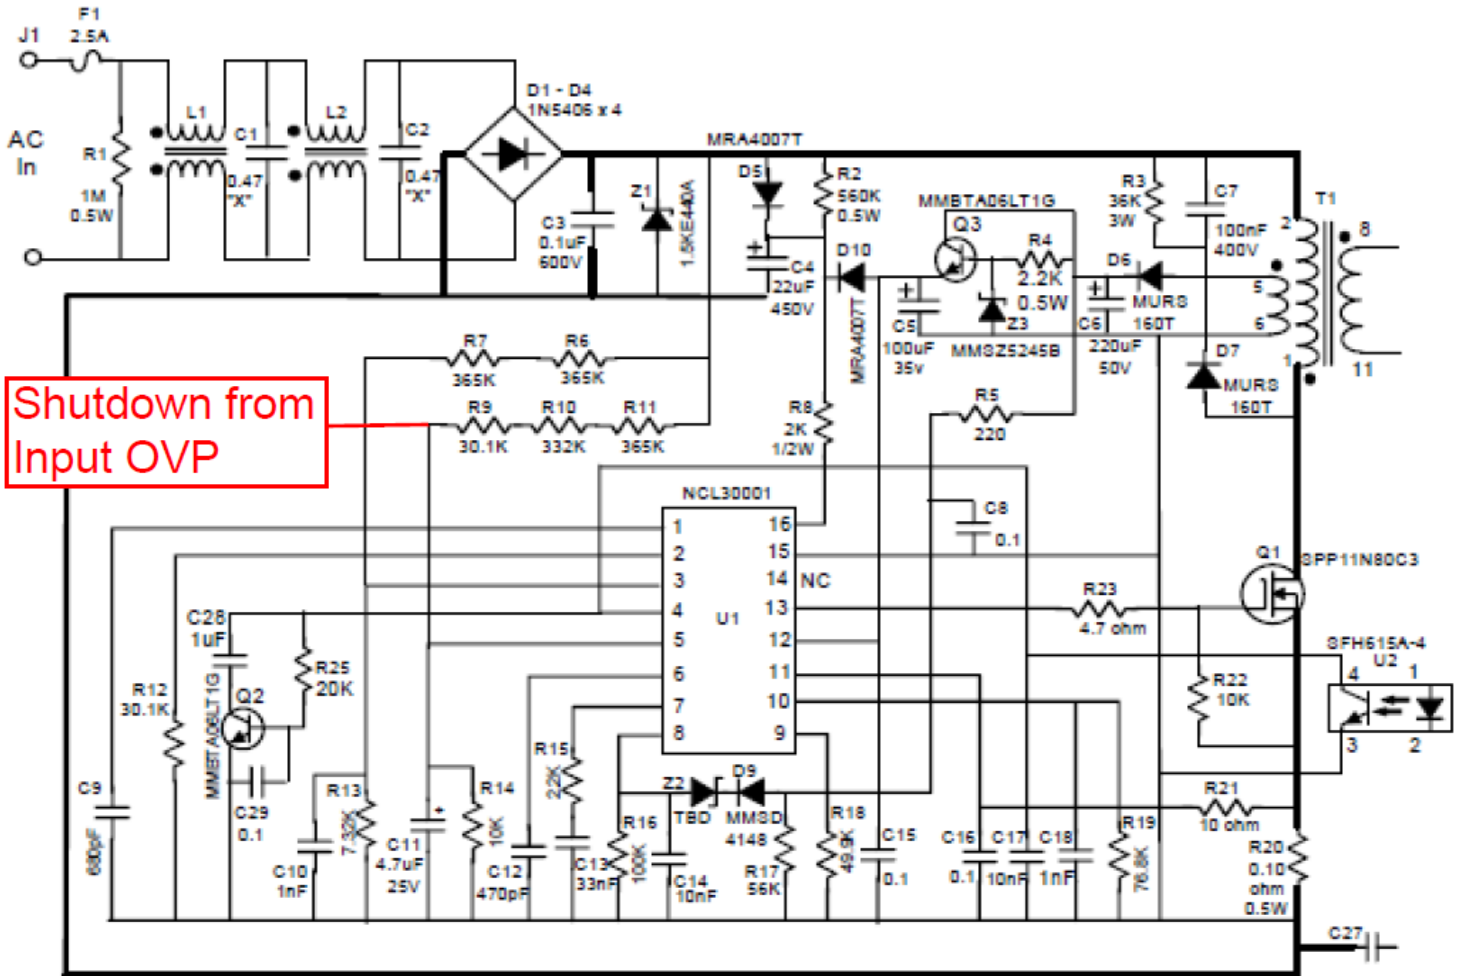 F1
2.5A
J1
AC
In
R1
1M
0.5W
L1
C1
0.47
"X"
L2
C2
0.47
"X"
D1 - D4
1N5406 x 4
MRA4007T
C3
0.1uF
600V
Z1
1.5KE440A
D5
C4
22uF
450V
R2
560K
0.5W
D10
MRA4007T
MMBTA06LT1G
Q3
R4
2.2K
0.5W
Z3
MMSZ5245B
C5
100uF
35v
C6
220uF
50V
D6
MURS
160T
R3
36K
3W
C7
100nF
400V
D7
MURS
160T
T1
2
5
6
1
8
11
R7
365K
R6
365K
R9
30.1K
R10
332K
R11
365K
Shutdown from
Input OVP
R8
2K
1/2W
R5
220
C8
0.1
NCL30001
U1
1
2
3
4
5
6
7
8
16
15
14
NC
13
12
11
10
9
Q1
SPP11N80C3
R23
4.7 ohm
R22
10K
SFH615A-4
U2
4
1
3
2
C28
1uF
R25
20K
Q2
MMBTA06LT1G
C29
0.1
R12
30.1K
C9
680pF
R13
7.32K
C10
1nF
C11
4.7uF
25V
R14
10K
C12
470pF
R15
2.2K
C13
33nF
R16
100K
C14
10nF
Z2
TBD
D9
MMSD
4148
R17
56K
R18
49.9K
C15
0.1
C16
0.1
C17
10nF
C18
1nF
R19
76.8K
R21
10 ohm
R20
0.10
ohm
0.5W
C27